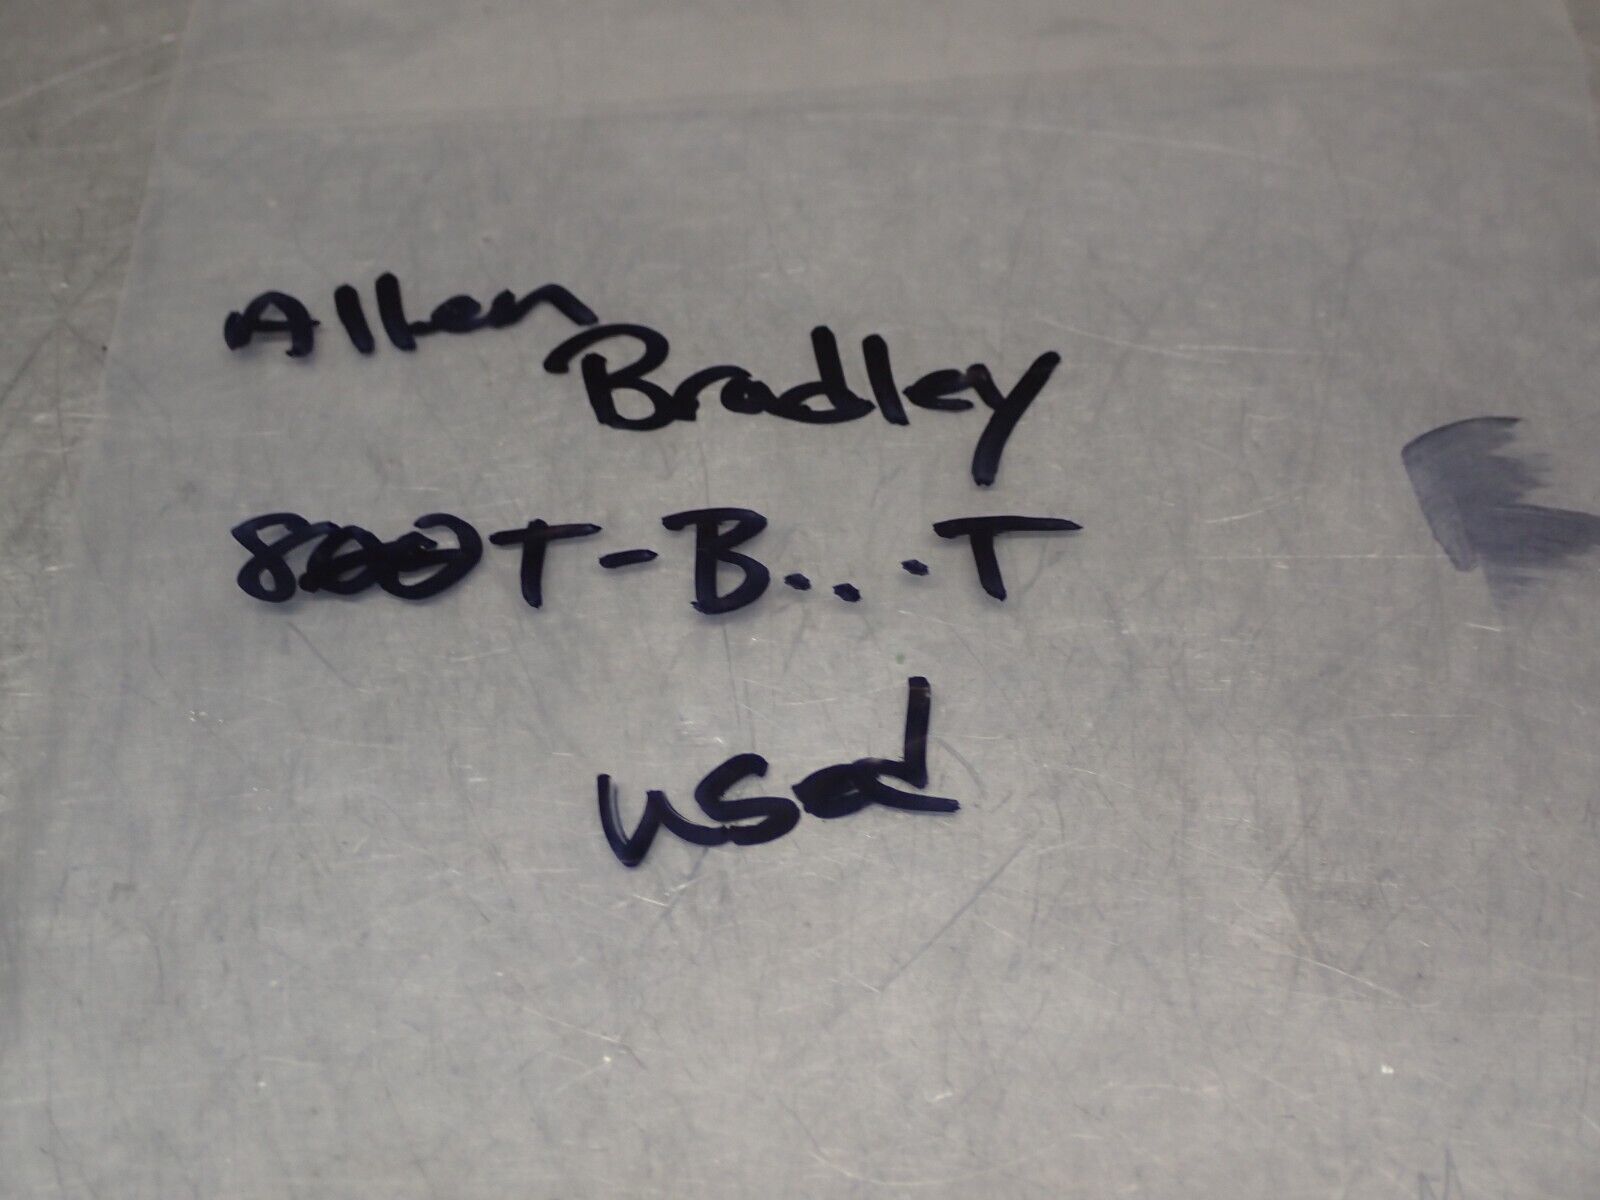 Allen
Bradley
800T-B...T
used